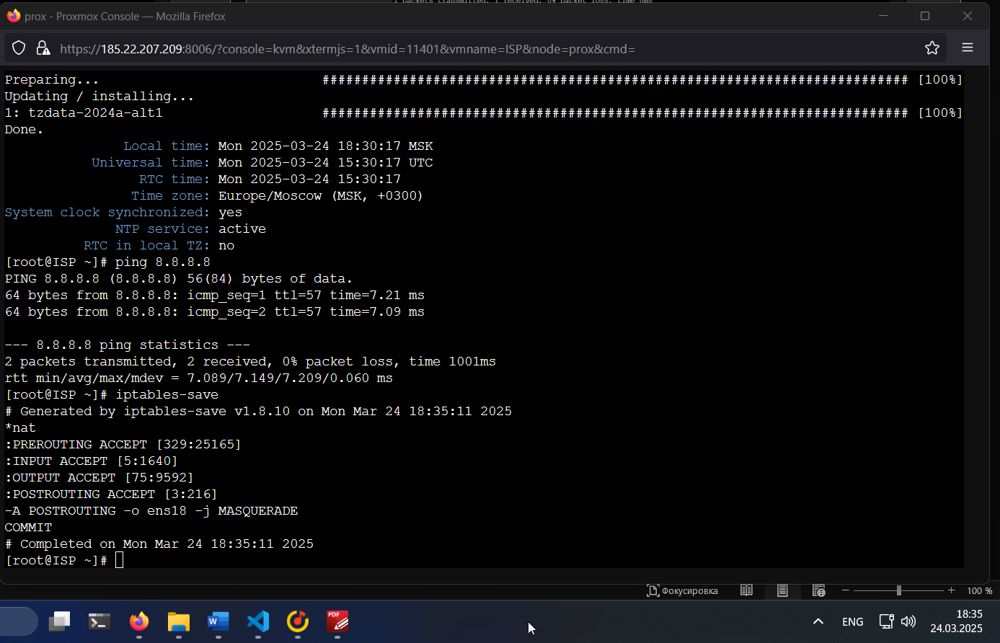 1 packets transmitted, 1 received, 0% packet loss, time 0ms
prox - Proxmox Console — Mozilla Firefox
https://185.22.207.209:8006/?console=kvm&xtermjs=1&vmid=11401&vmname=ISP&node=prox&cmd=
Preparing... ########################################################################## [100%]
Updating / installing...
1: tzdata-2024a-alt1 ########################################################################## [100%]
Done.
Local time: Mon 2025-03-24 18:30:17 MSK
Universal time: Mon 2025-03-24 15:30:17 UTC
RTC time: Mon 2025-03-24 15:30:17
Time zone: Europe/Moscow (MSK, +0300)
System clock synchronized: yes
NTP service: active
RTC in local TZ: no
[root@ISP ~]# ping 8.8.8.8
PING 8.8.8.8 (8.8.8.8) 56(84) bytes of data.
64 bytes from 8.8.8.8: icmp_seq=1 ttl=57 time=7.21 ms
64 bytes from 8.8.8.8: icmp_seq=2 ttl=57 time=7.09 ms
--- 8.8.8.8 ping statistics ---
2 packets transmitted, 2 received, 0% packet loss, time 1001ms
rtt min/avg/max/mdev = 7.089/7.149/7.209/0.060 ms
[root@ISP ~]# iptables-save
# Generated by iptables-save v1.8.10 on Mon Mar 24 18:35:11 2025
*nat
:PREROUTING ACCEPT [329:25165]
:INPUT ACCEPT [5:1640]
:OUTPUT ACCEPT [75:9592]
:POSTROUTING ACCEPT [3:216]
-A POSTROUTING -o ens18 -j MASQUERADE
COMMIT
# Completed on Mon Mar 24 18:35:11 2025
[root@ISP ~]#
Фокусировка 100 %
PDF
W
ENG
18:35
24.03.2025